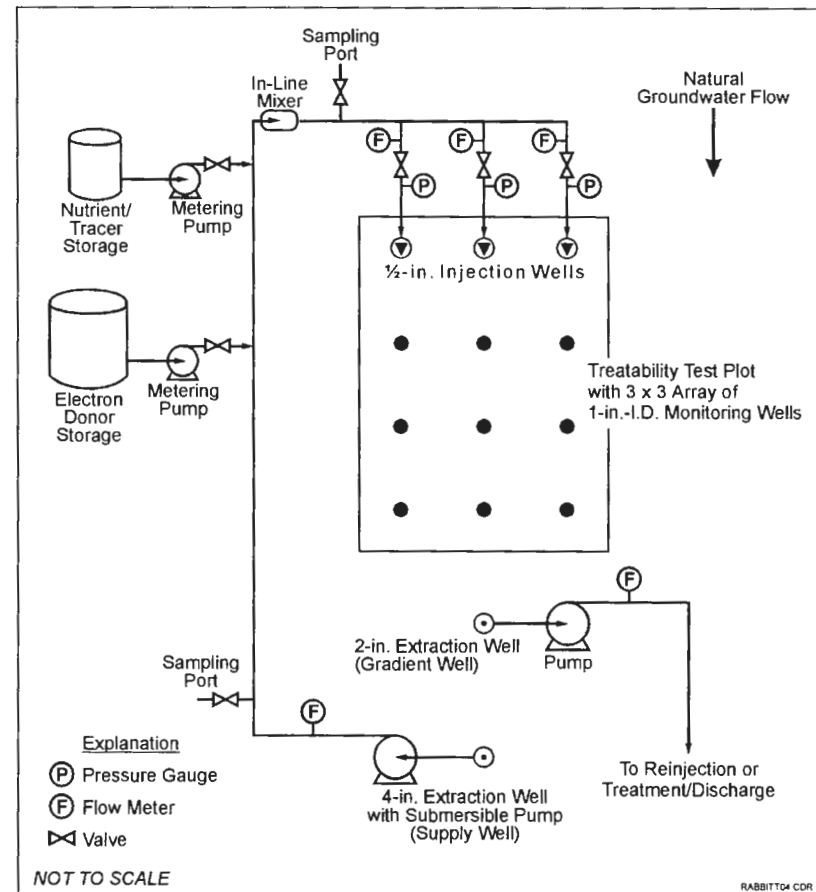 Sampling
Port
In-Line
Mixer
Natural
Groundwater Flow
F
F
F
P
P
P
Nutrient/
Tracer
Storage
Metering
Pump
½-in. Injection Wells
Electron
Donor
Storage
Metering
Pump
Treatability Test Plot
with 3 x 3 Array of
1-in.-I.D. Monitoring Wells
F
2-in. Extraction Well
(Gradient Well)
Pump
Sampling
Port
F
4-in. Extraction Well
with Submersible Pump
(Supply Well)
To Reinjection or
Treatment/Discharge
Explanation
P Pressure Gauge
F Flow Meter
Valve
NOT TO SCALE
RABBITT04 CDR